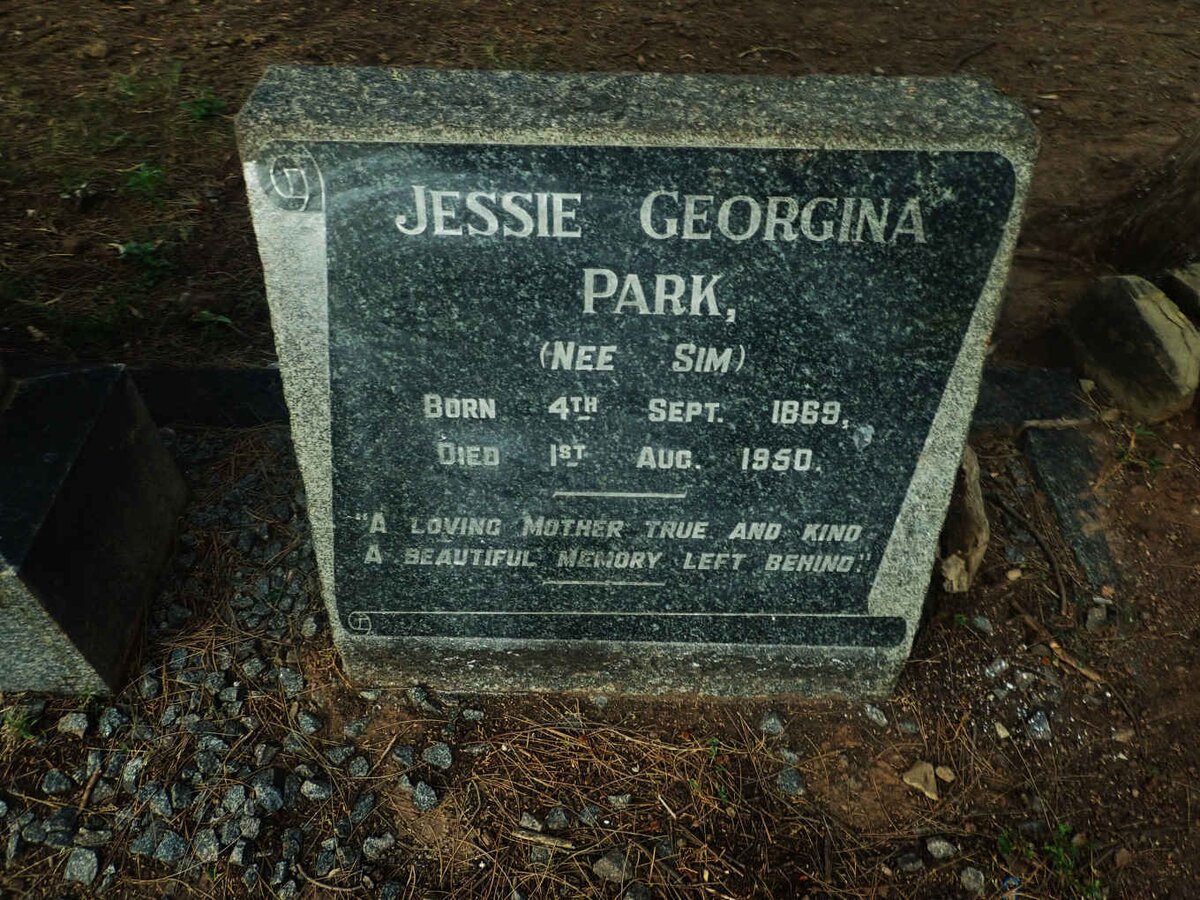 JESSIE GEORGINA
PARK,
(NEE SIM)
BORN 4TH SEPT. 1869,
DIED 1ST AUG. 1950.
"A LOVING MOTHER TRUE AND KIND
A BEAUTIFUL MEMORY LEFT BEHIND."